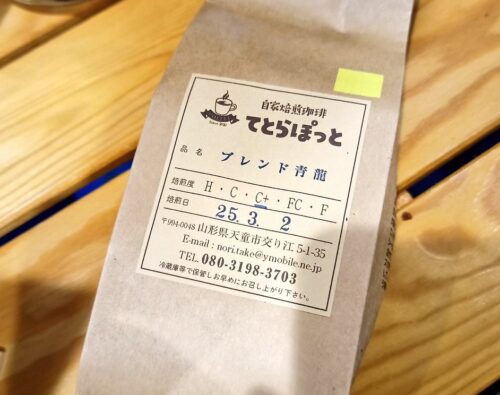 自家焙煎珈琲
てとらぽっと
品名 ブレンド青龍
焙煎度 H・C・C+・FC・F
焙煎日 25.3.2
〒994-0048 山形県天童市交り江5-1-35
E-mail : nori.take@ymobile.ne.jp
TEL. 080-3198-3703
冷蔵庫等で保管しお早めにお召し上がり下さい。